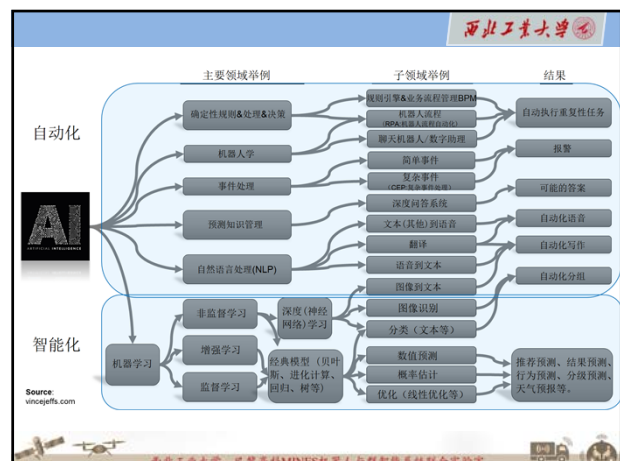 西北工业大学
主要领域举例
子领域举例
结果
自动化
确定性规则&处理&决策
机器人学
事件处理
预测知识管理
自然语言处理(NLP)
规则引擎&业务流程管理BPM
机器人流程
(RPA:机器人流程自动化)
聊天机器人/数字助理
简单事件
复杂事件
(CEP:复杂事件处理)
深度问答系统
文本(其他)到语音
翻译
语音到文本
图像到文本
图像识别
分类(文本等)
自动执行重复性任务
报警
可能的答案
自动化语音
自动化写作
自动化分组
AI
ARTIFICIAL INTELLIGENCE
智能化
机器学习
非监督学习
增强学习
监督学习
深度(神经
网络)学习
经典模型(贝叶
斯、进化计算、
回归、树等)
数值预测
概率估计
优化(线性优化等)
推荐预测、结果预测、
行为预测、分级预测、
天气预报等。
Source:
vincejeffs.com